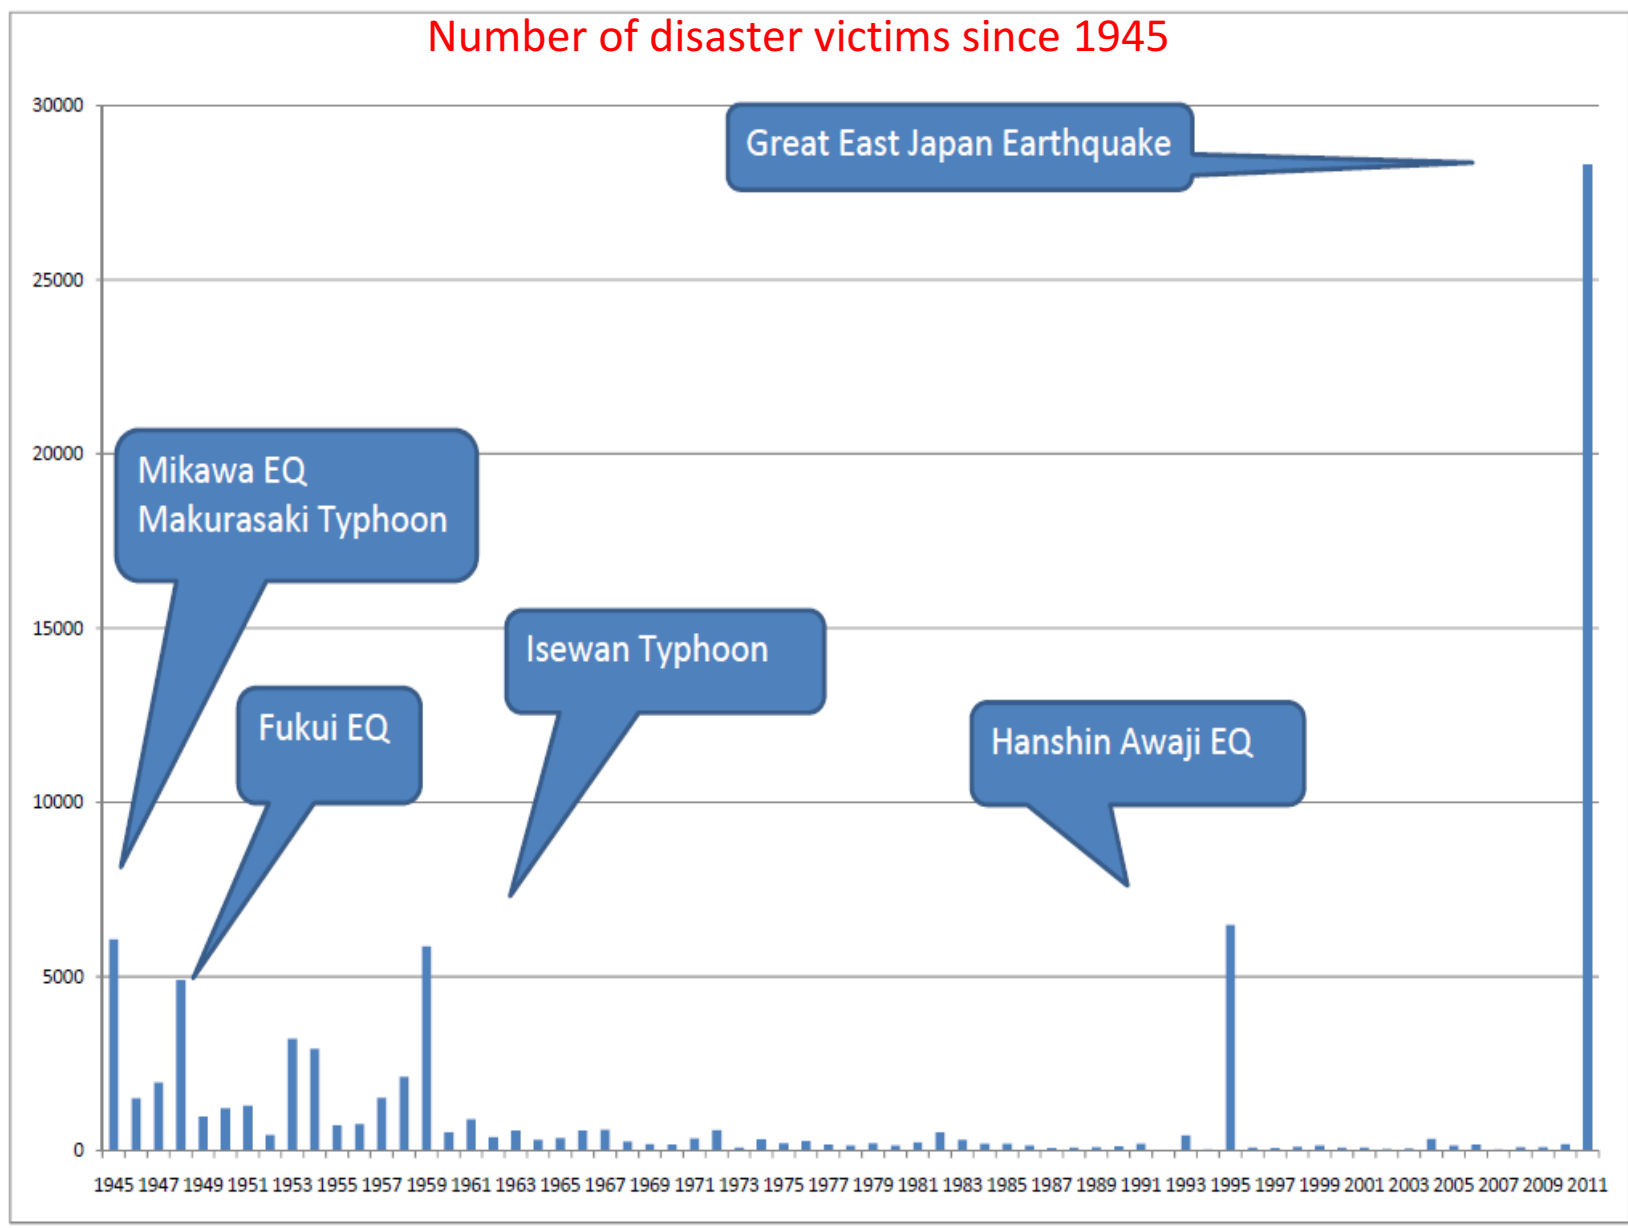 Number of disaster victims since 1945
30000
Great East Japan Earthquake
25000
20000
Mikawa EQ
Makurasaki Typhoon
15000
Isewan Typhoon
Fukui EQ
Hanshin Awaji EQ
10000
5000
0
1945 1947 1949 1951 1953 1955 1957 1959 1961 1963 1965 1967 1969 1971 1973 1975 1977 1979 1981 1983 1985 1987 1989 1991 1993 1995 1997 1999 2001 2003 2005 2007 2009 2011